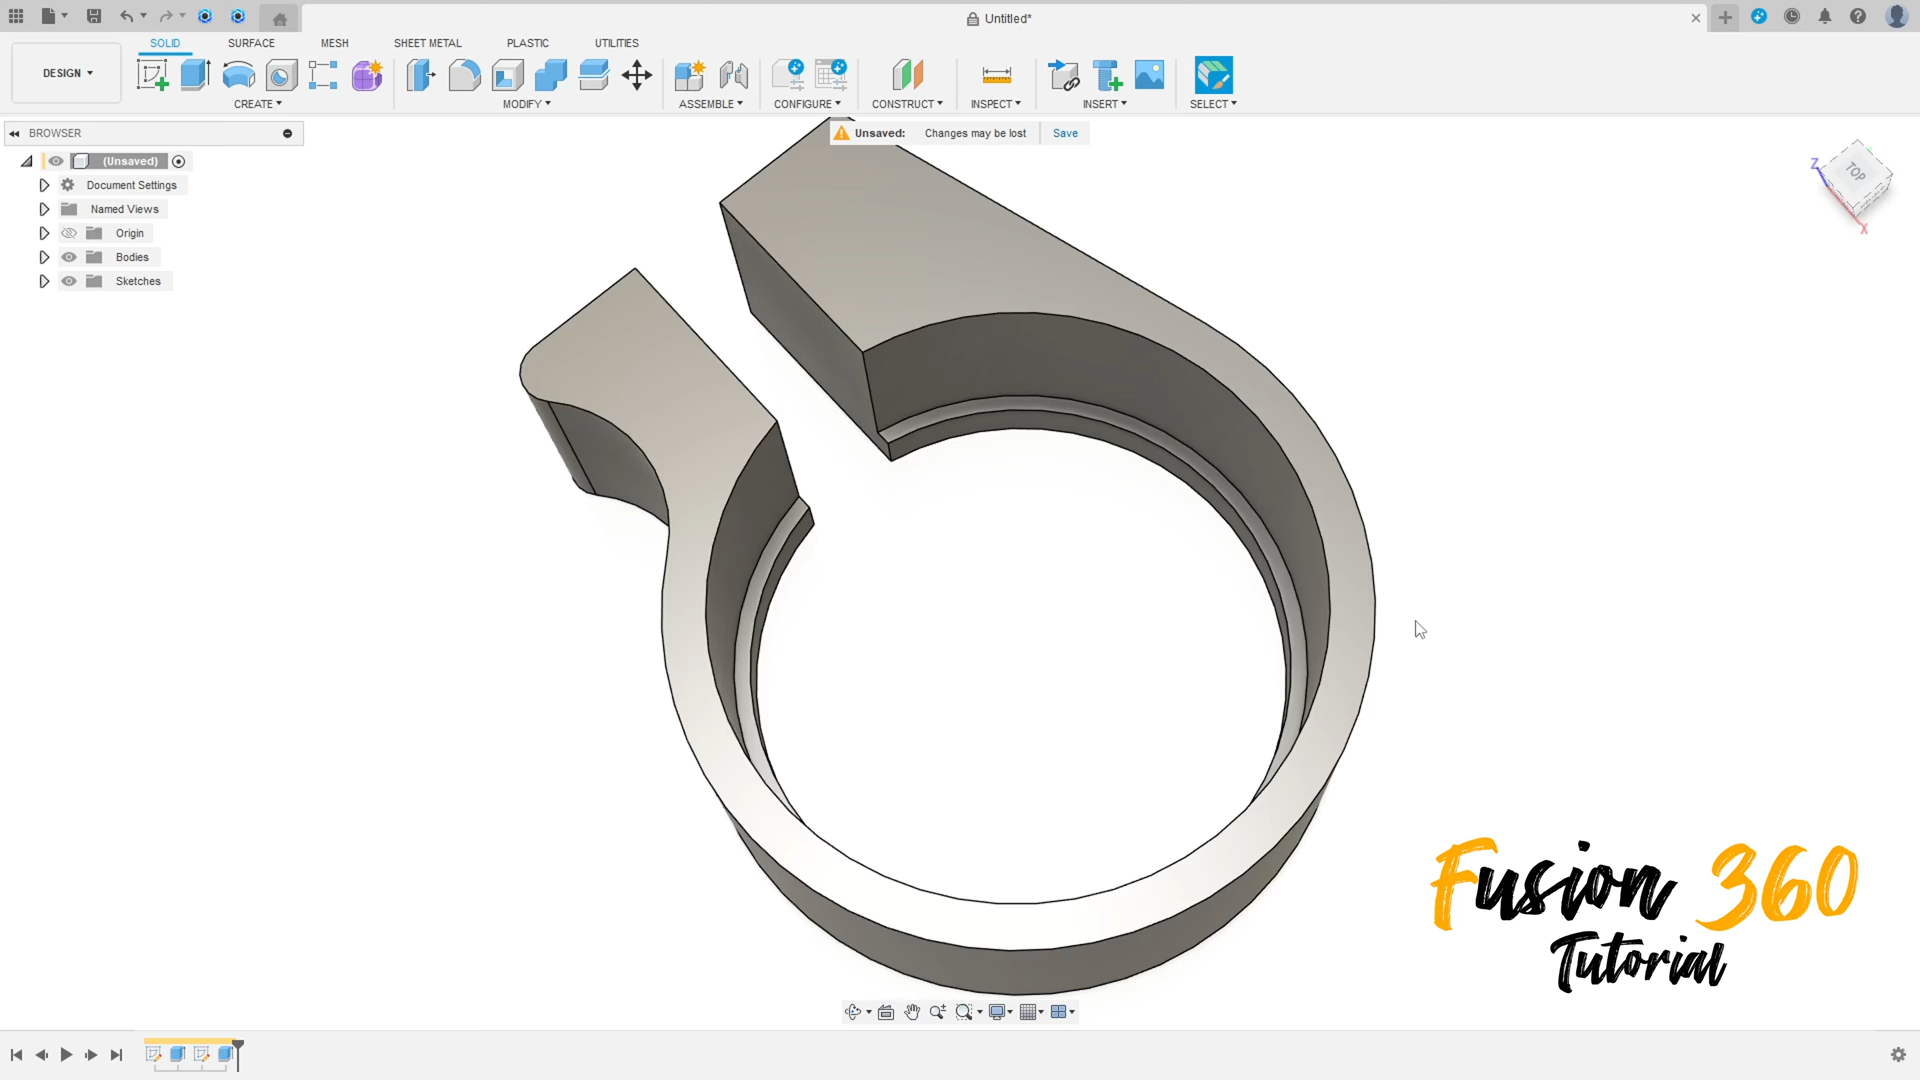 Untitled*
DESIGN
SOLID
SURFACE
MESH
SHEET METAL
PLASTIC
UTILITIES
CREATE
MODIFY
ASSEMBLE
CONFIGURE
CONSTRUCT
INSPECT
INSERT
SELECT
BROWSER
Unsaved: Changes may be lost Save
(Unsaved)
Document Settings
Named Views
Origin
Bodies
Sketches
Z
TOP
X
Fusion 360
Tutorial